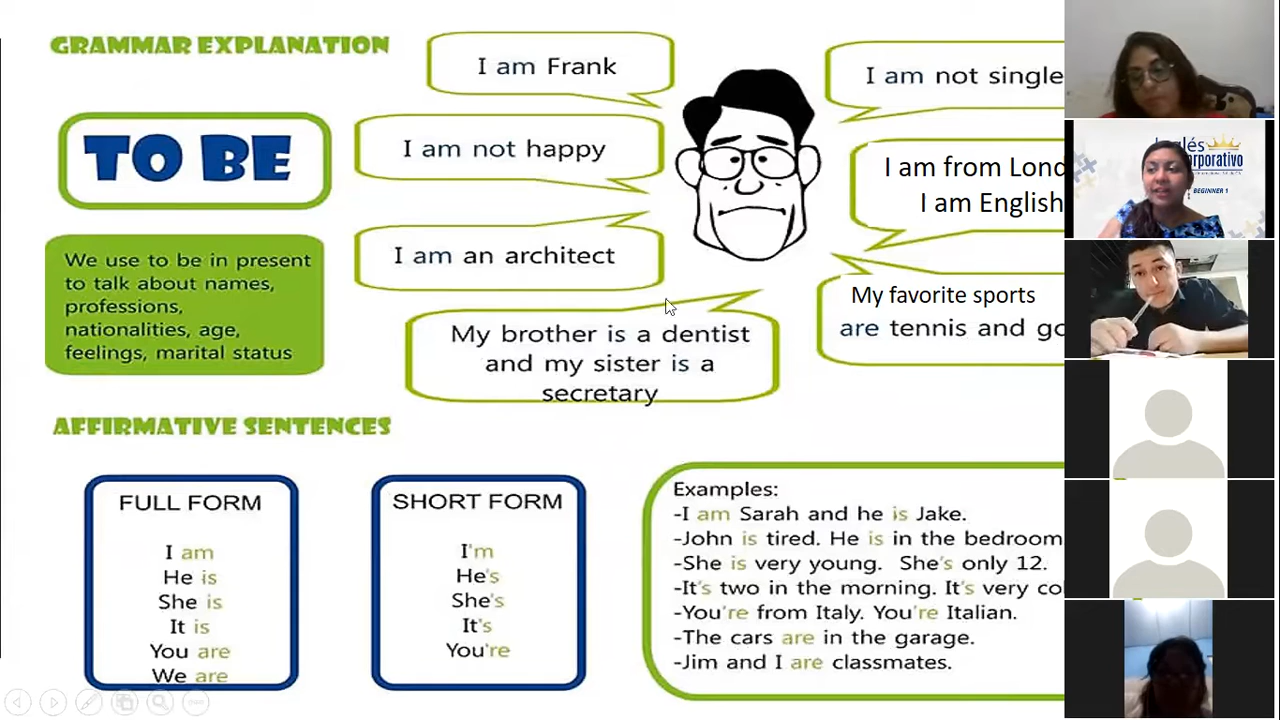 GRAMMAR EXPLANATION
TO BE
We use to be in present
to talk about names,
professions,
nationalities, age,
feelings, marital status
I am Frank
I am not happy
I am an architect
My brother is a dentist
and my sister is a
secretary
I am not single
I am from Lond
I am English
My favorite sports
are tennis and go
AFFIRMATIVE SENTENCES
FULL FORM
I am
He is
She is
It is
You are
We are
SHORT FORM
I'm
He's
She's
It's
You're
Examples:
-I am Sarah and he is Jake.
-John is tired. He is in the bedroom
-She is very young. She's only 12.
-It's two in the morning. It's very co
-You're from Italy. You're Italian.
-The cars are in the garage.
-Jim and I are classmates.
Inglés
orporativo
BEGINNER 1